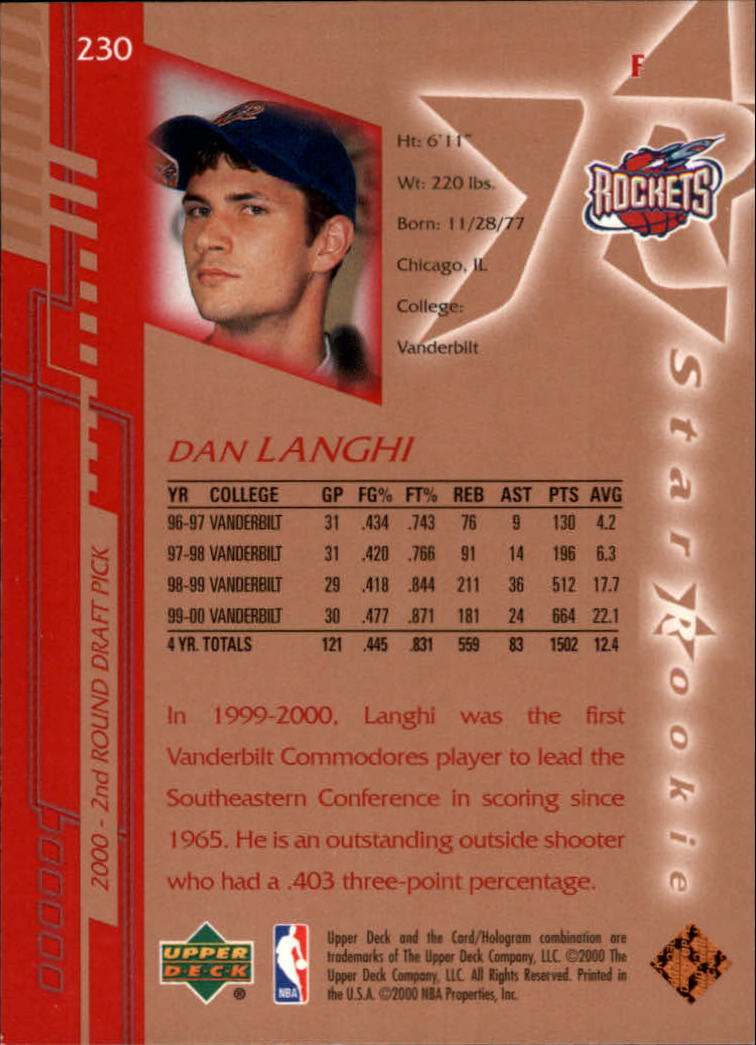 230
F
Ht: 6'11"
Wt: 220 lbs.
Born: 11/28/77
Chicago, IL
College:
Vanderbilt
ROCKETS
Star Rookie
DAN LANGHI
YR COLLEGE GP FG% FT% REB AST PTS AVG
96-97 VANDERBILT 31 .434 .743 76 9 130 4.2
97-98 VANDERBILT 31 .420 .766 91 14 196 6.3
98-99 VANDERBILT 29 .418 .844 211 36 512 17.7
99-00 VANDERBILT 30 .477 .871 181 24 664 22.1
4 YR. TOTALS 121 .445 .831 559 83 1502 12.4
2000 - 2nd ROUND DRAFT PICK
In 1999-2000, Langhi was the first
Vanderbilt Commodores player to lead the
Southeastern Conference in scoring since
1965. He is an outstanding outside shooter
who had a .403 three-point percentage.
UPPER
D·E·C·K
®
NBA
Upper Deck and the Card/Hologram combination are
trademarks of The Upper Deck Company, LLC. ©2000 The
Upper Deck Company, LLC. All Rights Reserved. Printed in
the U.S.A. ©2000 NBA Properties, Inc.